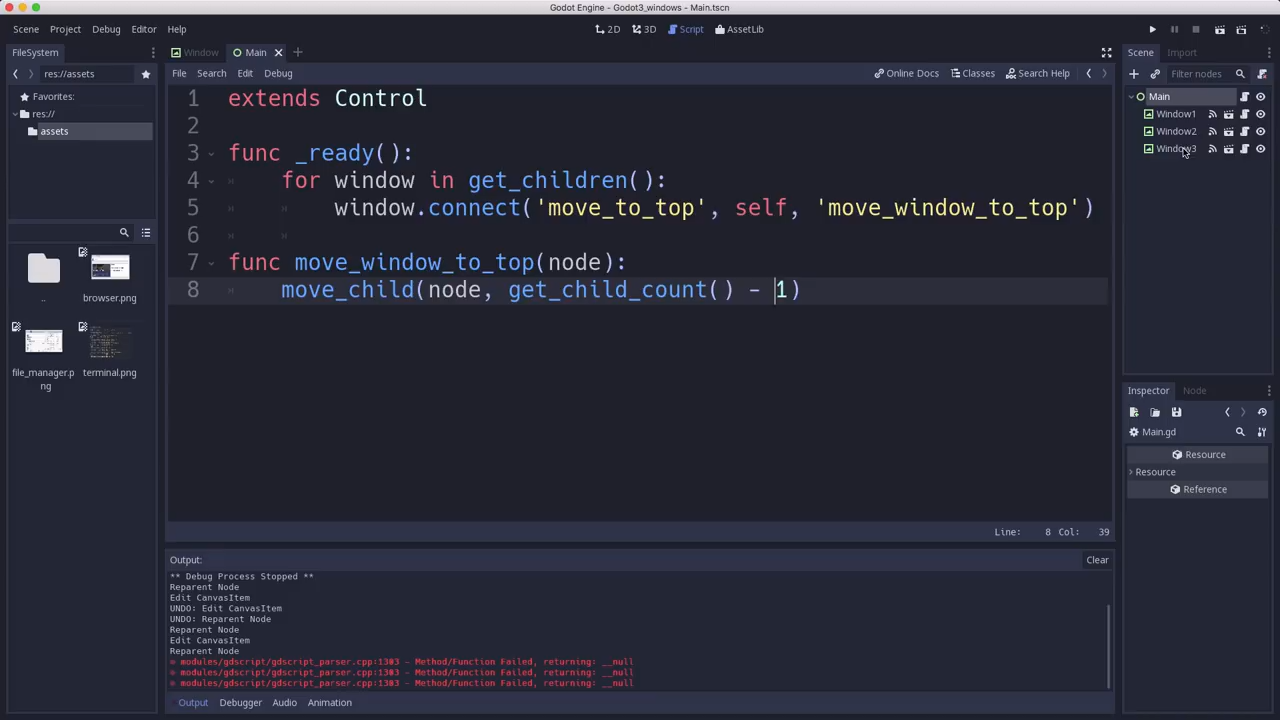 Godot Engine - Godot3_windows - Main.tscn
Scene Project Debug Editor Help
2D 3D Script AssetLib
FileSystem
res://assets
Favorites:
res://
assets
..
browser.png
file_manager.p
ng
terminal.png
Window Main
File Search Edit Debug
Online Docs Classes Search Help
1 extends Control
2
3 func _ready():
4 for window in get_children():
5 window.connect('move_to_top', self, 'move_window_to_top')
6
7 func move_window_to_top(node):
8 move_child(node, get_child_count() - 1)
Line: 8 Col: 39
Output:
Clear
** Debug Process Stopped **
Reparent Node
Edit CanvasItem
UNDO: Edit CanvasItem
UNDO: Reparent Node
Reparent Node
Edit CanvasItem
Reparent Node
modules/gdscript/gdscript_parser.cpp:1303 - Method/Function Failed, returning: __null
modules/gdscript/gdscript_parser.cpp:1303 - Method/Function Failed, returning: __null
modules/gdscript/gdscript_parser.cpp:1303 - Method/Function Failed, returning: __null
Output Debugger Audio Animation
Scene Import
Filter nodes
Main
Window1
Window2
Window3
Inspector Node
Main.gd
Resource
Resource
Reference